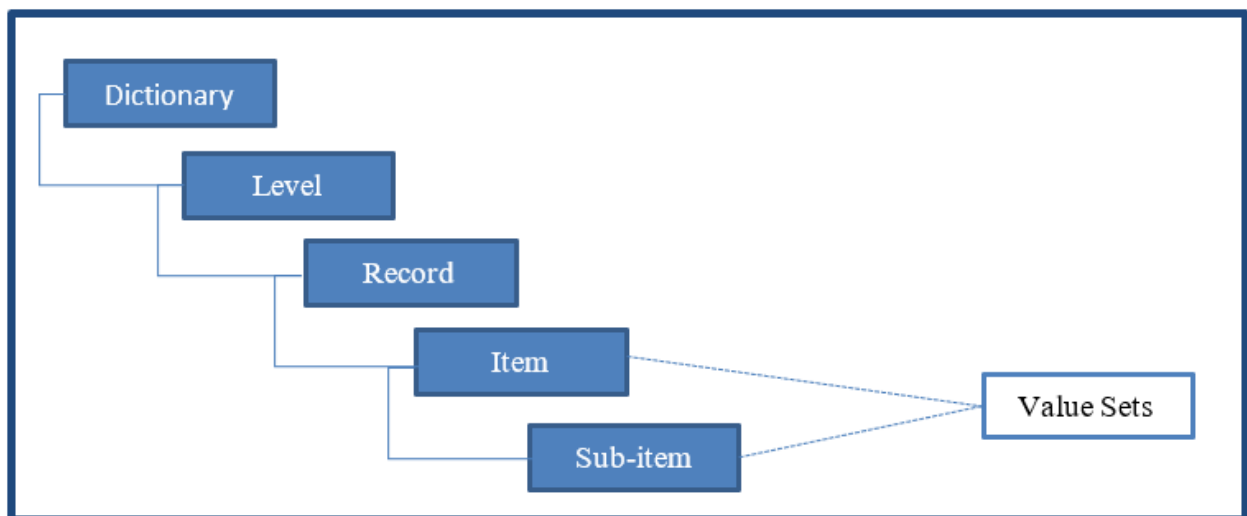 Dictionary
Level
Record
Item
Value Sets
Sub-item